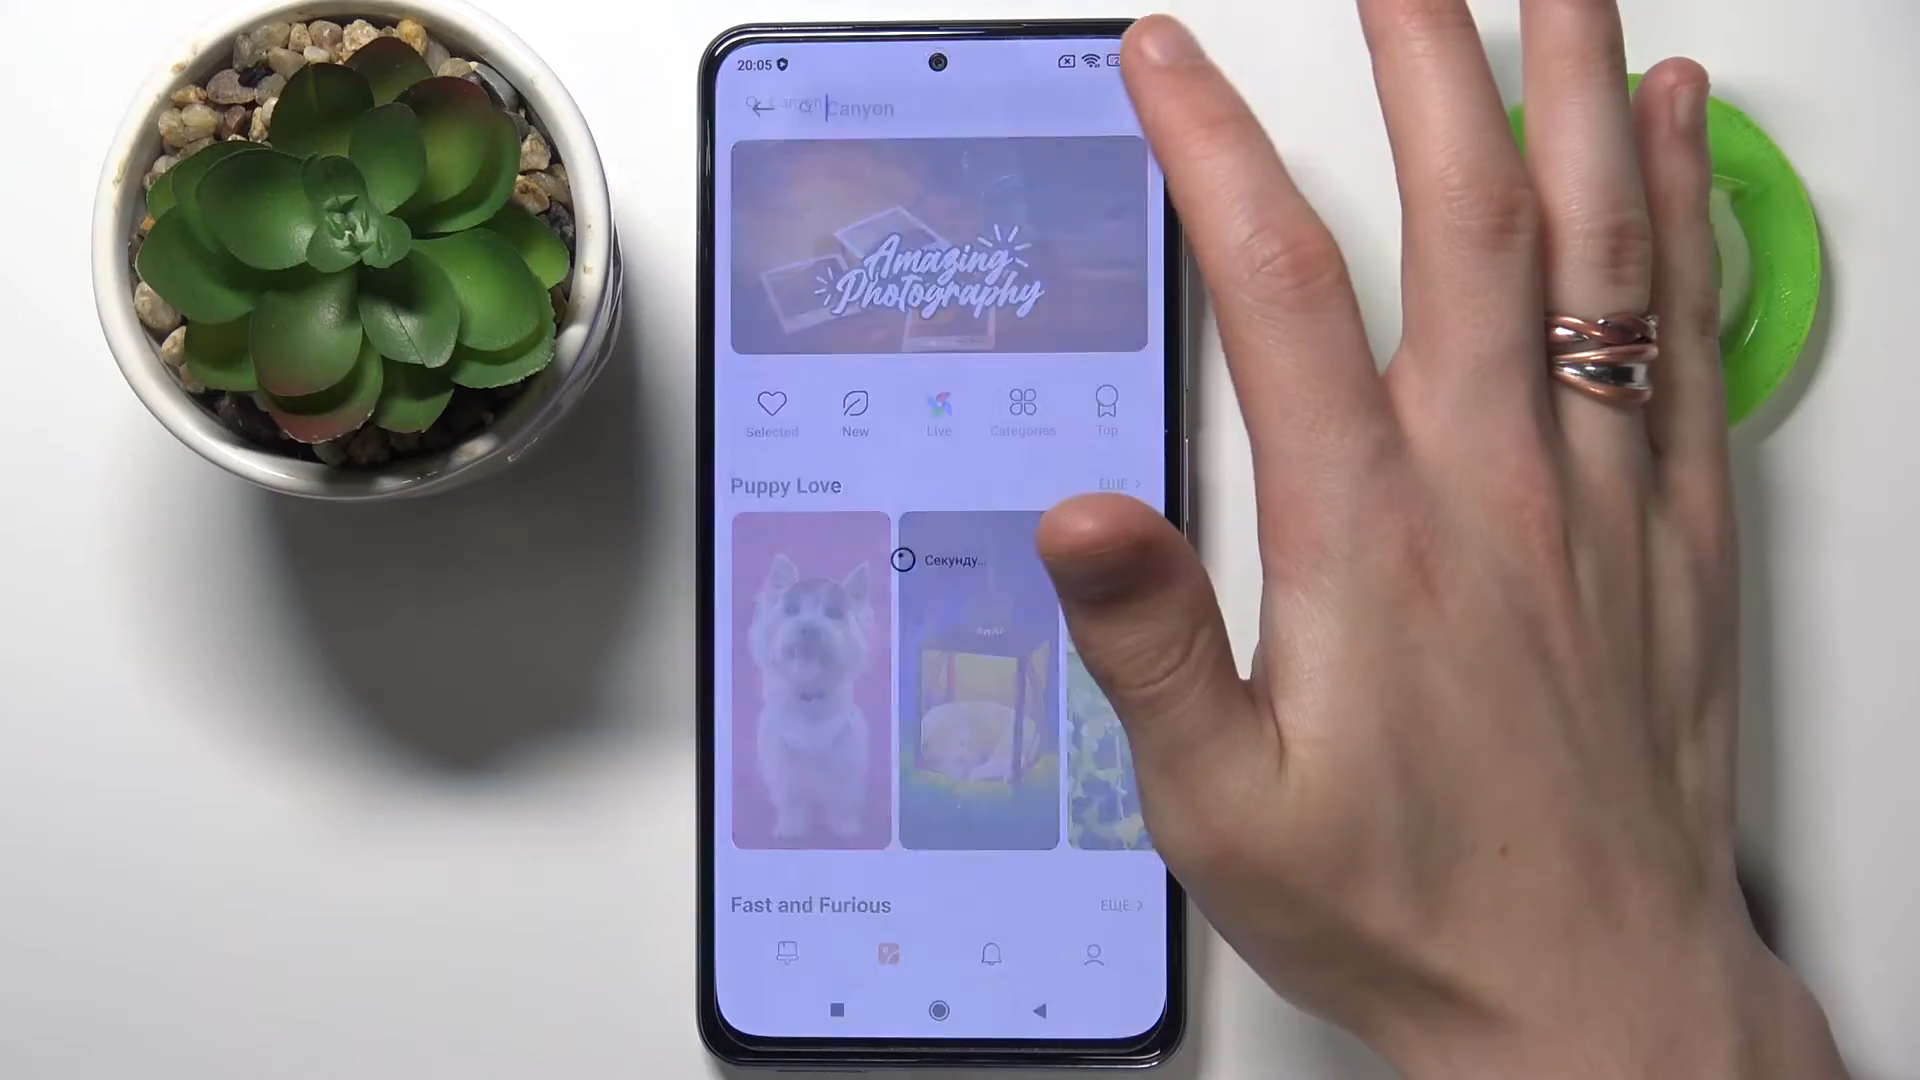 20:05
Canyon
Amazing
Photography
Selected
New
Live
Categories
Top
Puppy Love
ЕЩЕ >
Секунду...
Fast and Furious
ЕЩЕ >